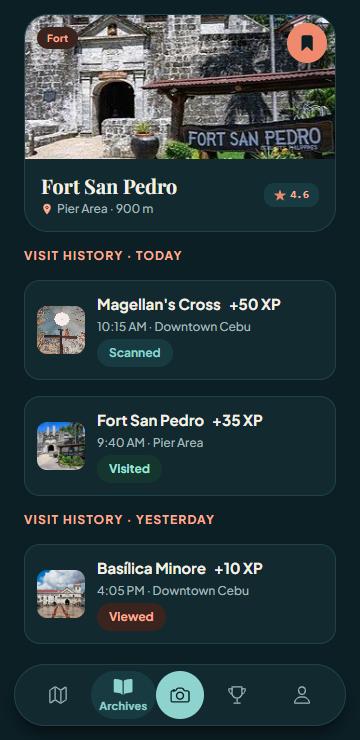 Fort
FORT SAN PEDRO
Fort San Pedro
4.6
Pier Area · 900 m
VISIT HISTORY · TODAY
Magellan's Cross +50 XP
10:15 AM · Downtown Cebu
Scanned
Fort San Pedro +35 XP
9:40 AM · Pier Area
Visited
VISIT HISTORY · YESTERDAY
Basílica Minore +10 XP
4:05 PM · Downtown Cebu
Viewed
Archives